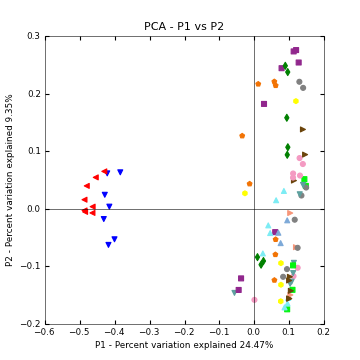 PCA - P1 vs P2
0.3
0.2
0.1
0.0
−0.1
−0.2
P2 - Percent variation explained 9.35%
−0.6 −0.5 −0.4 −0.3 −0.2 −0.1 0.0 0.1 0.2
P1 - Percent variation explained 24.47%